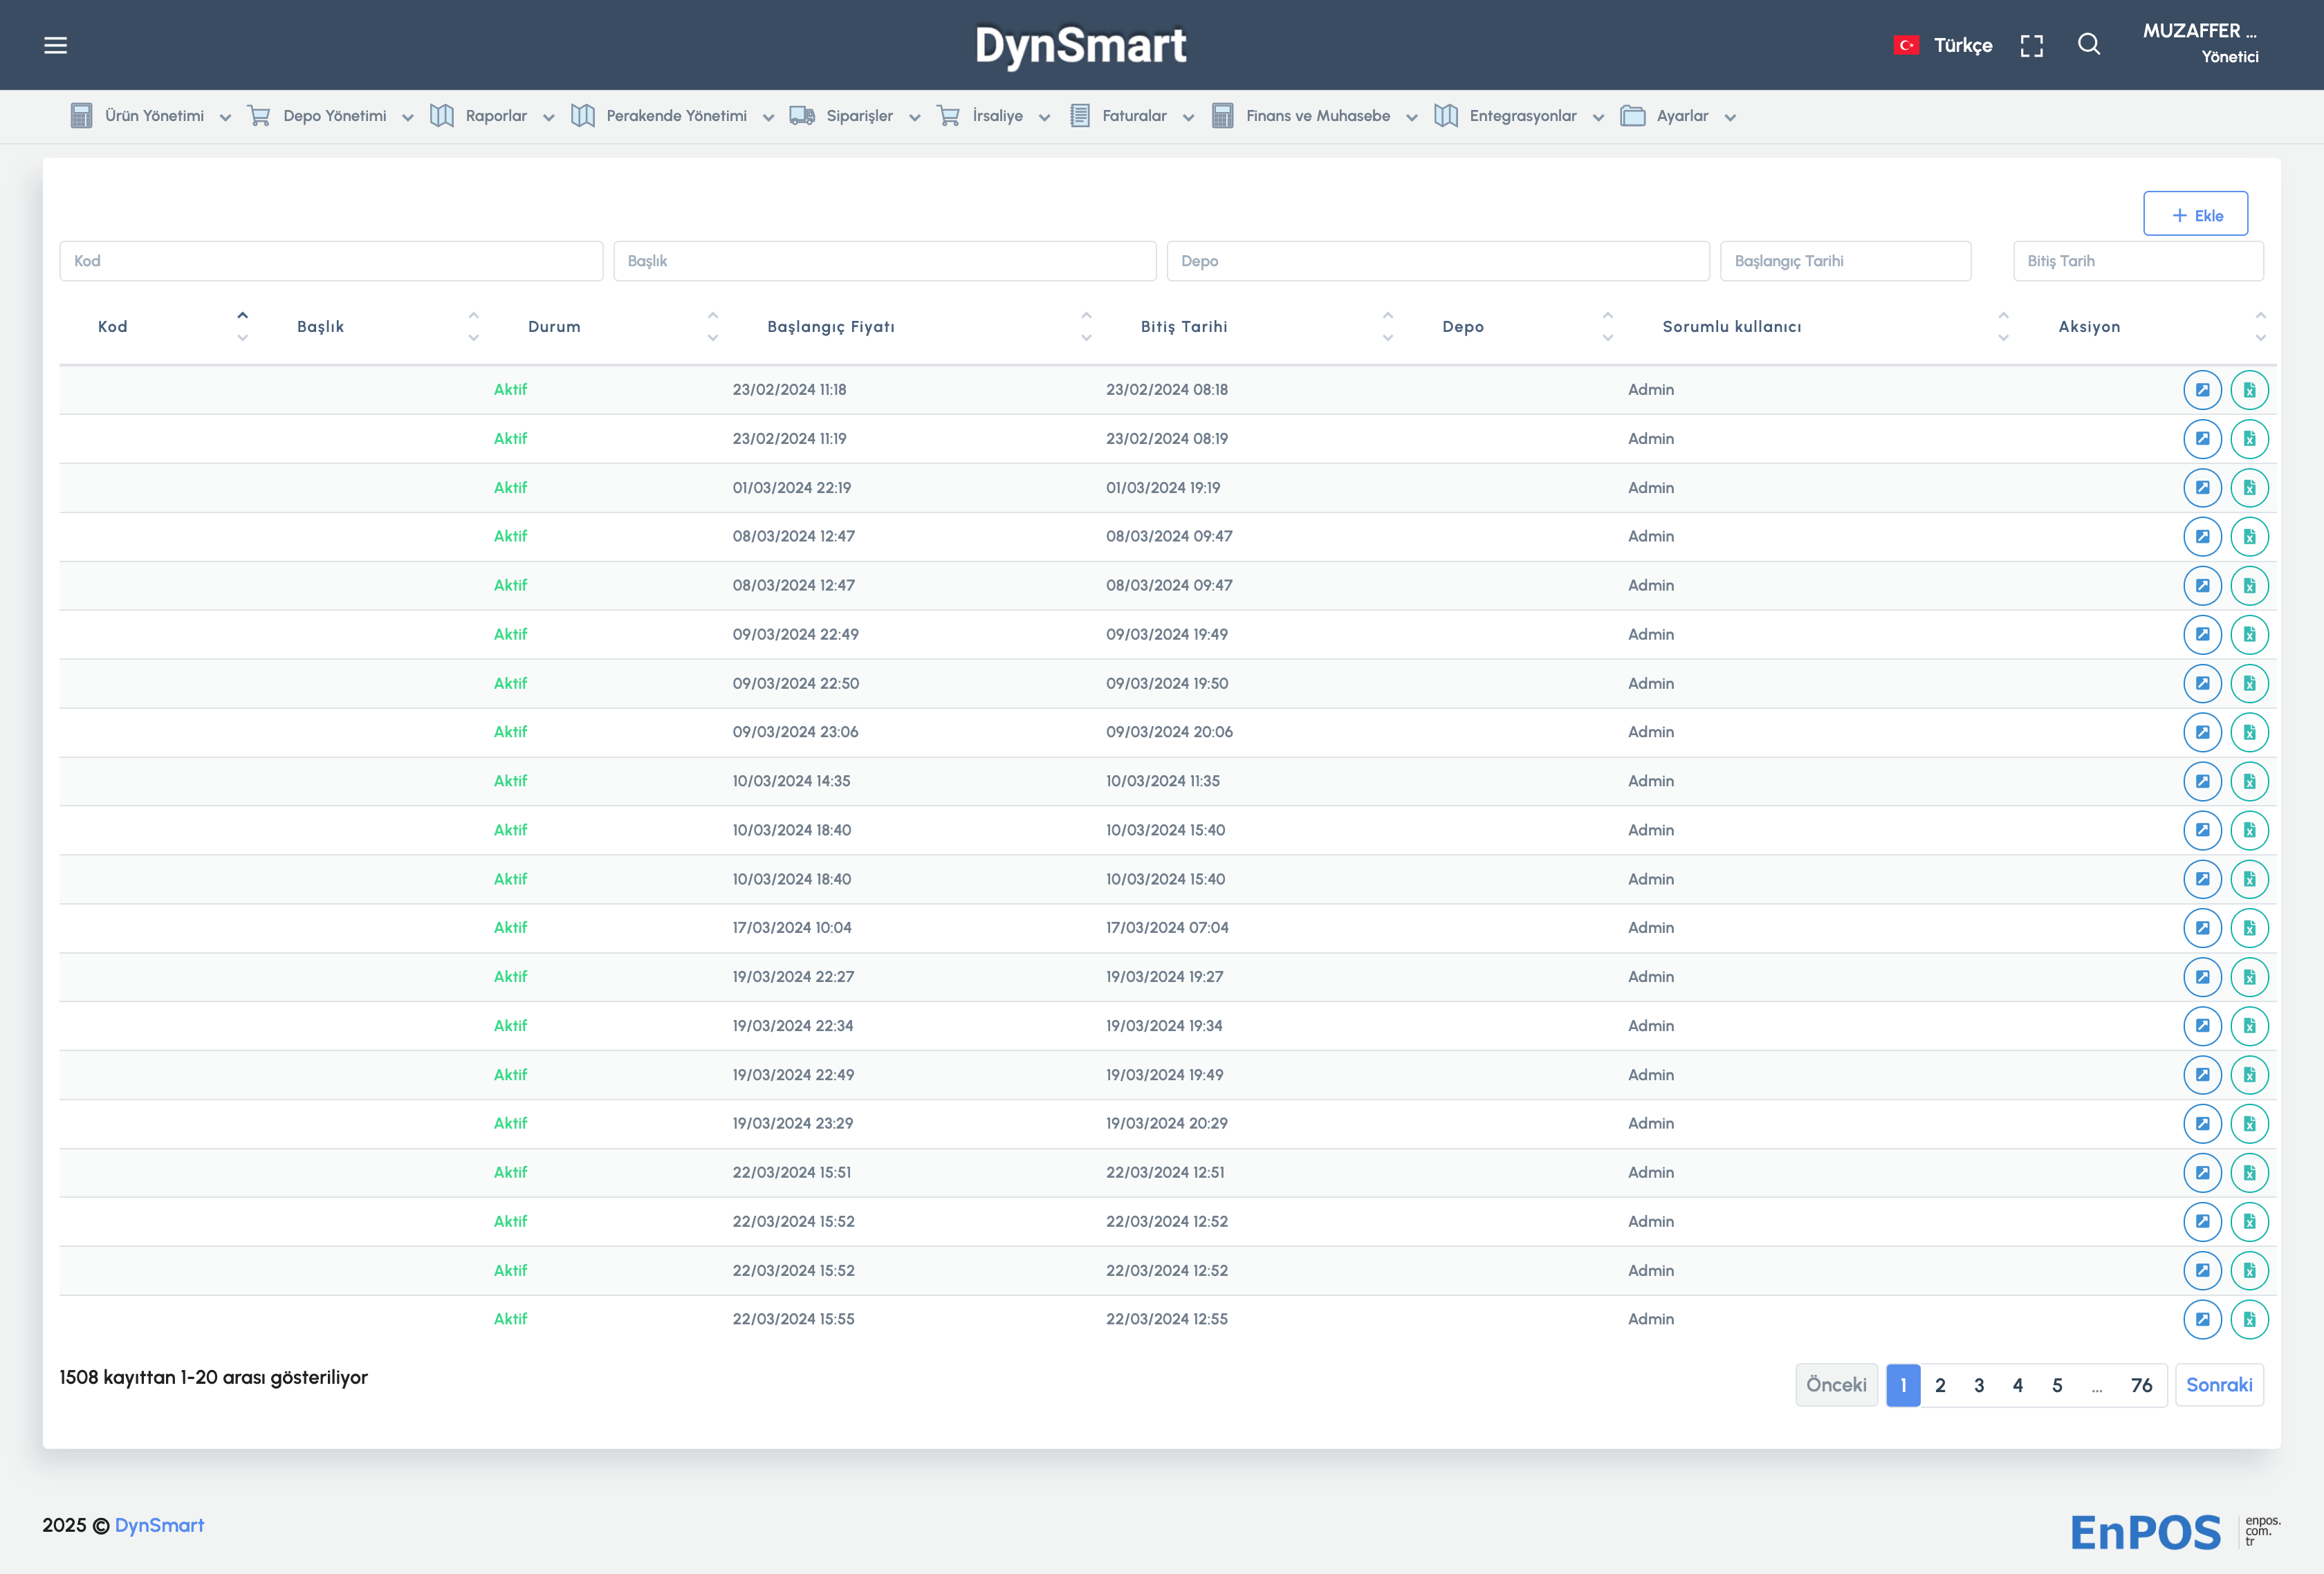 DynSmart
Türkçe
MUZAFFER ...
Yönetici
Ürün Yönetimi Depo Yönetimi Raporlar Perakende Yönetimi Siparişler İrsaliye Faturalar Finans ve Muhasebe Entegrasyonlar Ayarlar
+ Ekle
Kod Başlık Depo Başlangıç Tarihi Bitiş Tarih
Kod Başlık Durum Başlangıç Fiyatı Bitiş Tarihi Depo Sorumlu kullanıcı Aksiyon
Aktif 23/02/2024 11:18 23/02/2024 08:18 Admin
Aktif 23/02/2024 11:19 23/02/2024 08:19 Admin
Aktif 01/03/2024 22:19 01/03/2024 19:19 Admin
Aktif 08/03/2024 12:47 08/03/2024 09:47 Admin
Aktif 08/03/2024 12:47 08/03/2024 09:47 Admin
Aktif 09/03/2024 22:49 09/03/2024 19:49 Admin
Aktif 09/03/2024 22:50 09/03/2024 19:50 Admin
Aktif 09/03/2024 23:06 09/03/2024 20:06 Admin
Aktif 10/03/2024 14:35 10/03/2024 11:35 Admin
Aktif 10/03/2024 18:40 10/03/2024 15:40 Admin
Aktif 10/03/2024 18:40 10/03/2024 15:40 Admin
Aktif 17/03/2024 10:04 17/03/2024 07:04 Admin
Aktif 19/03/2024 22:27 19/03/2024 19:27 Admin
Aktif 19/03/2024 22:34 19/03/2024 19:34 Admin
Aktif 19/03/2024 22:49 19/03/2024 19:49 Admin
Aktif 19/03/2024 23:29 19/03/2024 20:29 Admin
Aktif 22/03/2024 15:51 22/03/2024 12:51 Admin
Aktif 22/03/2024 15:52 22/03/2024 12:52 Admin
Aktif 22/03/2024 15:52 22/03/2024 12:52 Admin
Aktif 22/03/2024 15:55 22/03/2024 12:55 Admin
1508 kayıttan 1-20 arası gösteriliyor
Önceki 1 2 3 4 5 ... 76 Sonraki
2025 © DynSmart
EnPOS
enpos.
com.
tr